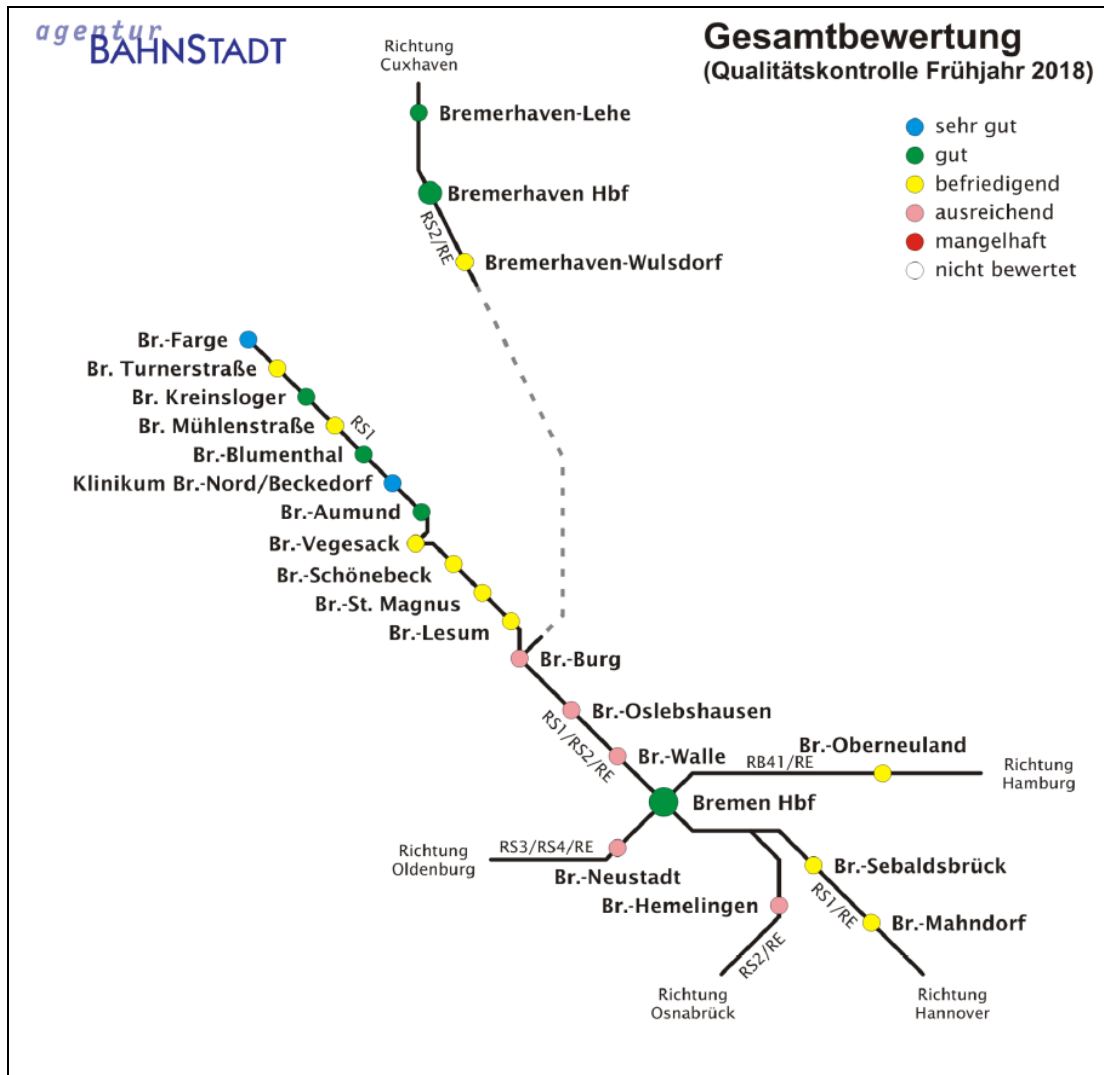 agentur
BAHNSTADT
Gesamtbewertung
(Qualitätskontrolle Frühjahr 2018)
sehr gut
gut
befriedigend
ausreichend
mangelhaft
nicht bewertet
Richtung
Cuxhaven
Bremerhaven-Lehe
Bremerhaven Hbf
RS2/RE
Bremerhaven-Wulsdorf
Br.-Farge
Br. Turnerstraße
Br. Kreinsloger
Br. Mühlenstraße
RS1
Br.-Blumenthal
Klinikum Br.-Nord/Beckedorf
Br.-Aumund
Br.-Vegesack
Br.-Schönebeck
Br.-St. Magnus
Br.-Lesum
Br.-Burg
Br.-Oslebshausen
RS1/RS2/RE
Br.-Walle
Br.-Oberneuland
RB41/RE
Richtung
Hamburg
Bremen Hbf
RS3/RS4/RE
Richtung
Oldenburg
Br.-Neustadt
Br.-Sebaldsbrück
Br.-Hemelingen
RS1/RE
Br.-Mahndorf
RS2/RE
Richtung
Osnabrück
Richtung
Hannover